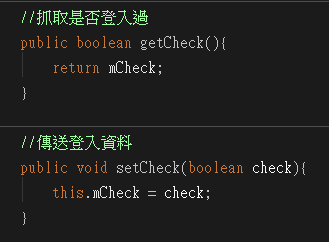 //抓取是否登入過
public boolean getCheck(){
return mCheck;
}
//傳送登入資料
public void setCheck(boolean check){
this.mCheck = check;
}